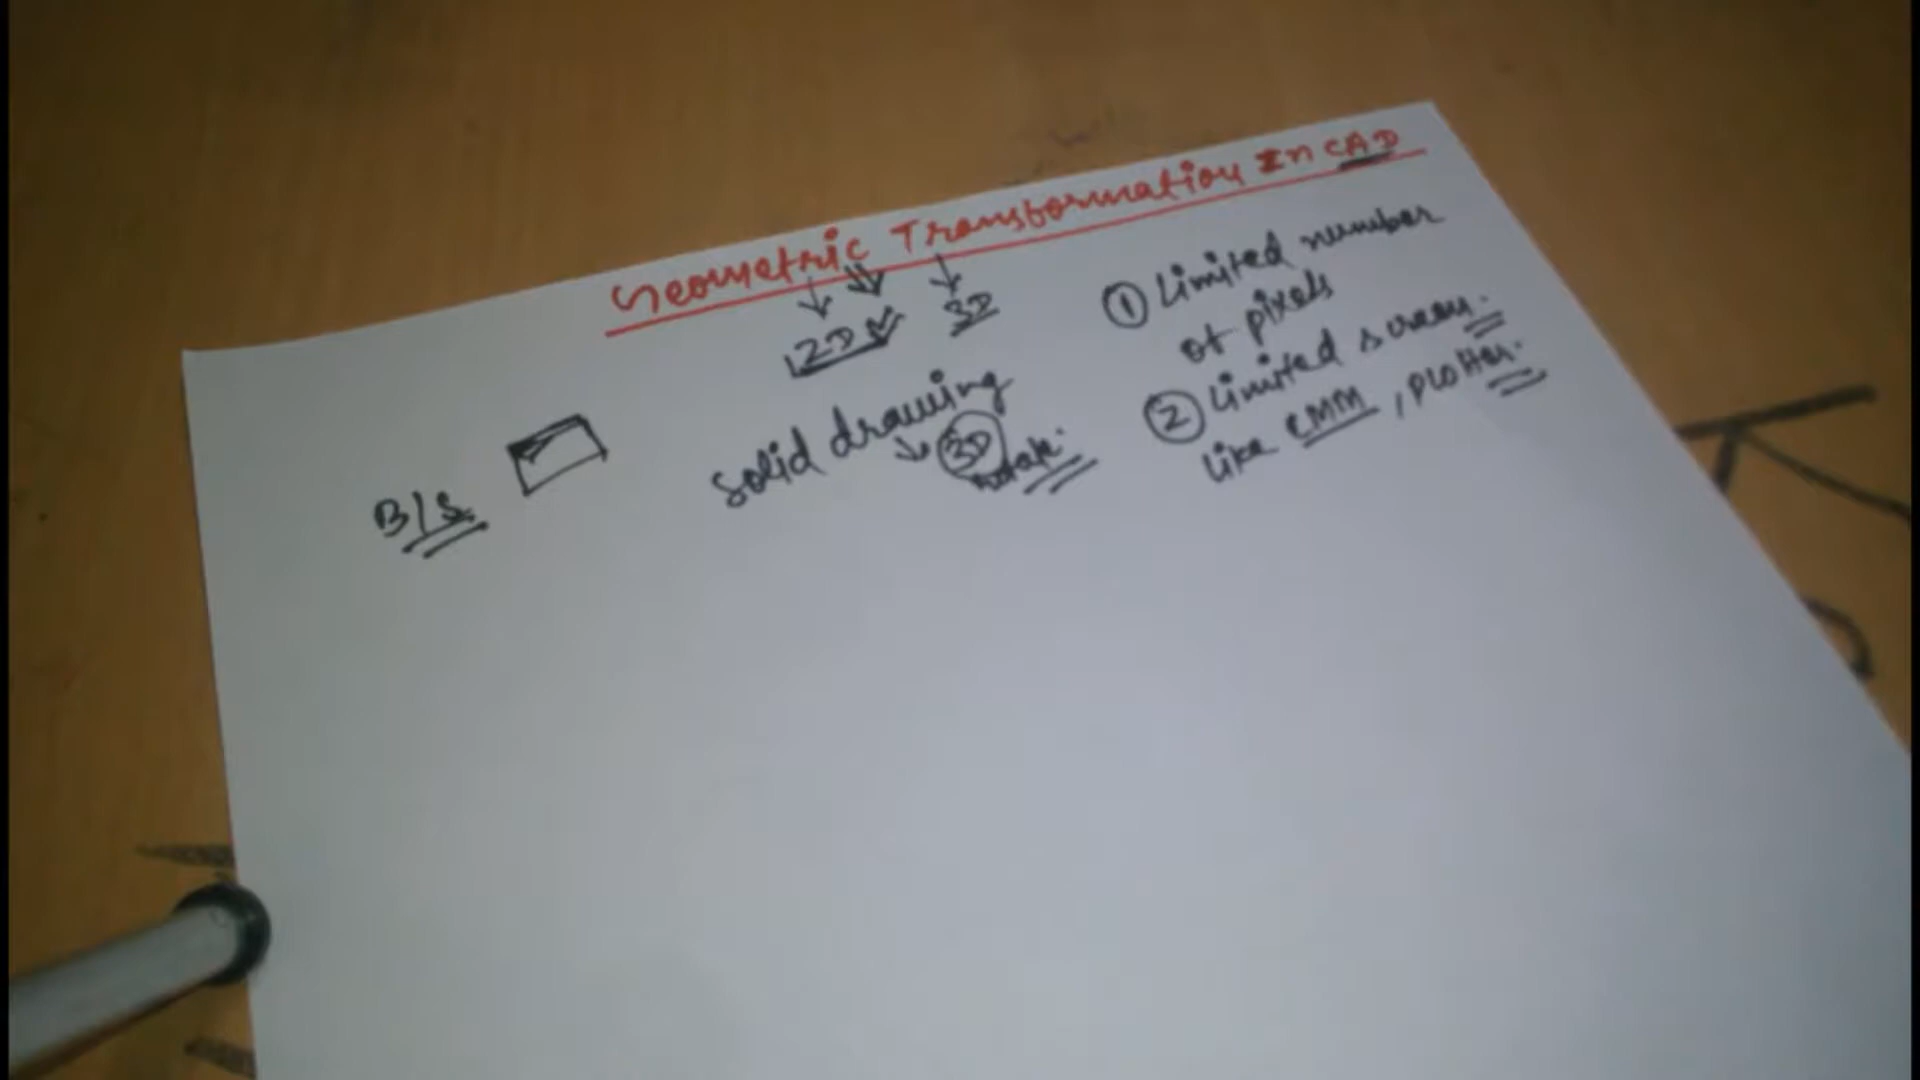 Geometric Transformation In CAD
2D 3D
① Limited number
of pixels
② Limited screen.
like CMM, Plotter.
solid drawing
3D
rotate.
B/S